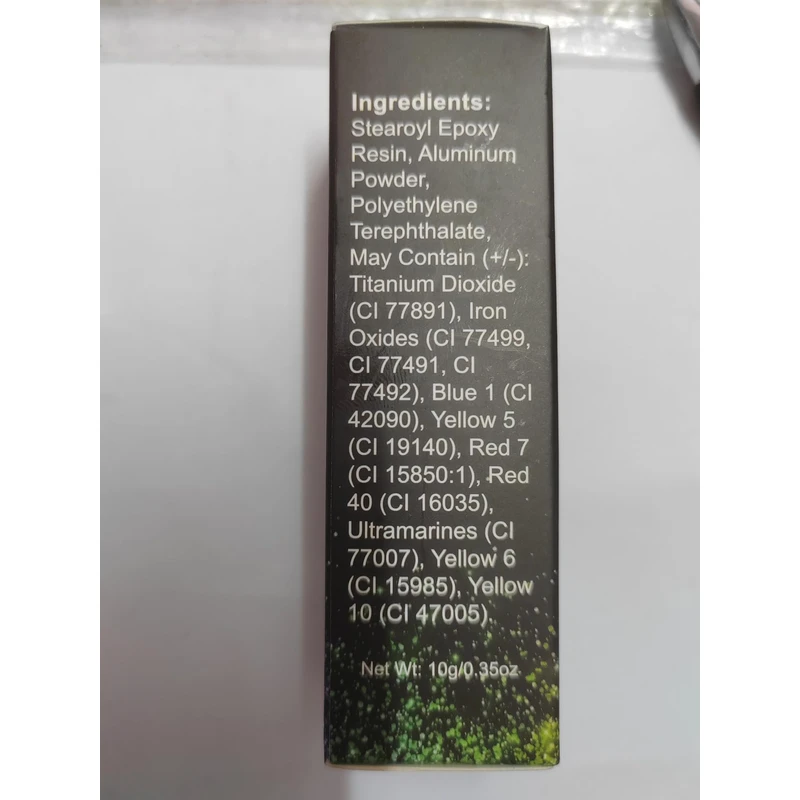 Ingredients:
Stearoyl Epoxy
Resin, Aluminum
Powder,
Polyethylene
Terephthalate,
May Contain (+/-):
Titanium Dioxide
(CI 77891), Iron
Oxides (CI 77499,
CI 77491, CI
77492), Blue 1 (CI
42090), Yellow 5
(CI 19140), Red 7
(CI 15850:1), Red
40 (CI 16035),
Ultramarines (CI
77007), Yellow 6
(CI 15985), Yellow
10 (CI 47005)
Net Wt: 10g/0.35oz